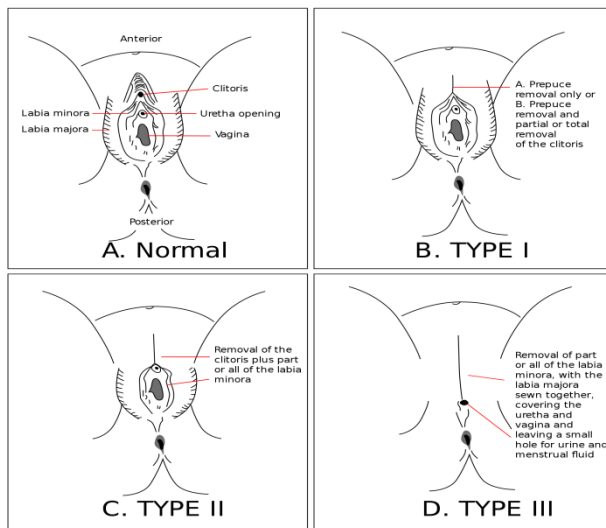 Anterior
Clitoris
Labia minora
Uretha opening
Labia majora
Vagina
Posterior
A. Normal
A. Prepuce
removal only or
B. Prepuce
removal and
partial or total
removal
of the clitoris
B. TYPE I
Removal of the
clitoris plus part
or all of the labia
minora
C. TYPE II
Removal of part
or all of the labia
minora, with the
labia majora
sewn together,
covering the
uretha and
vagina and
leaving a small
hole for urine and
menstrual fluid
D. TYPE III